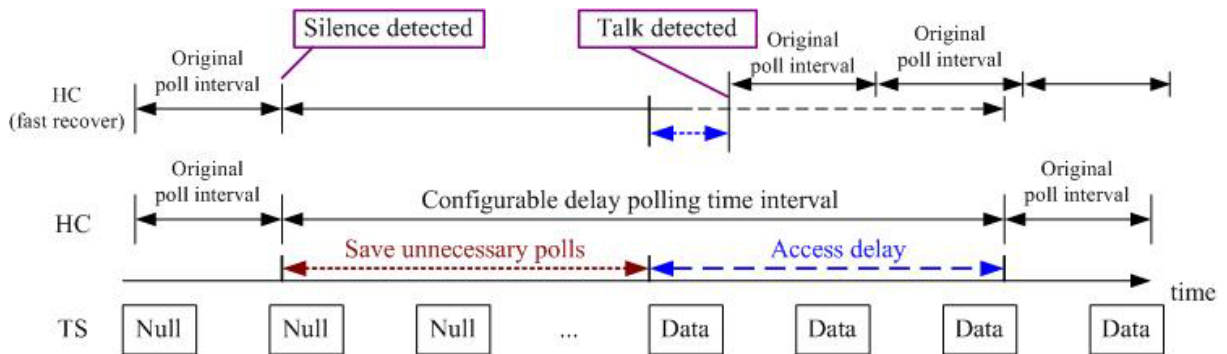 Silence detected
Talk detected
Original
poll interval
Original
poll interval
Original
poll interval
HC
(fast recover)
Original
poll interval
Configurable delay polling time interval
Original
poll interval
HC
Save unnecessary polls
Access delay
time
TS
Null
Null
Null
...
Data
Data
Data
Data